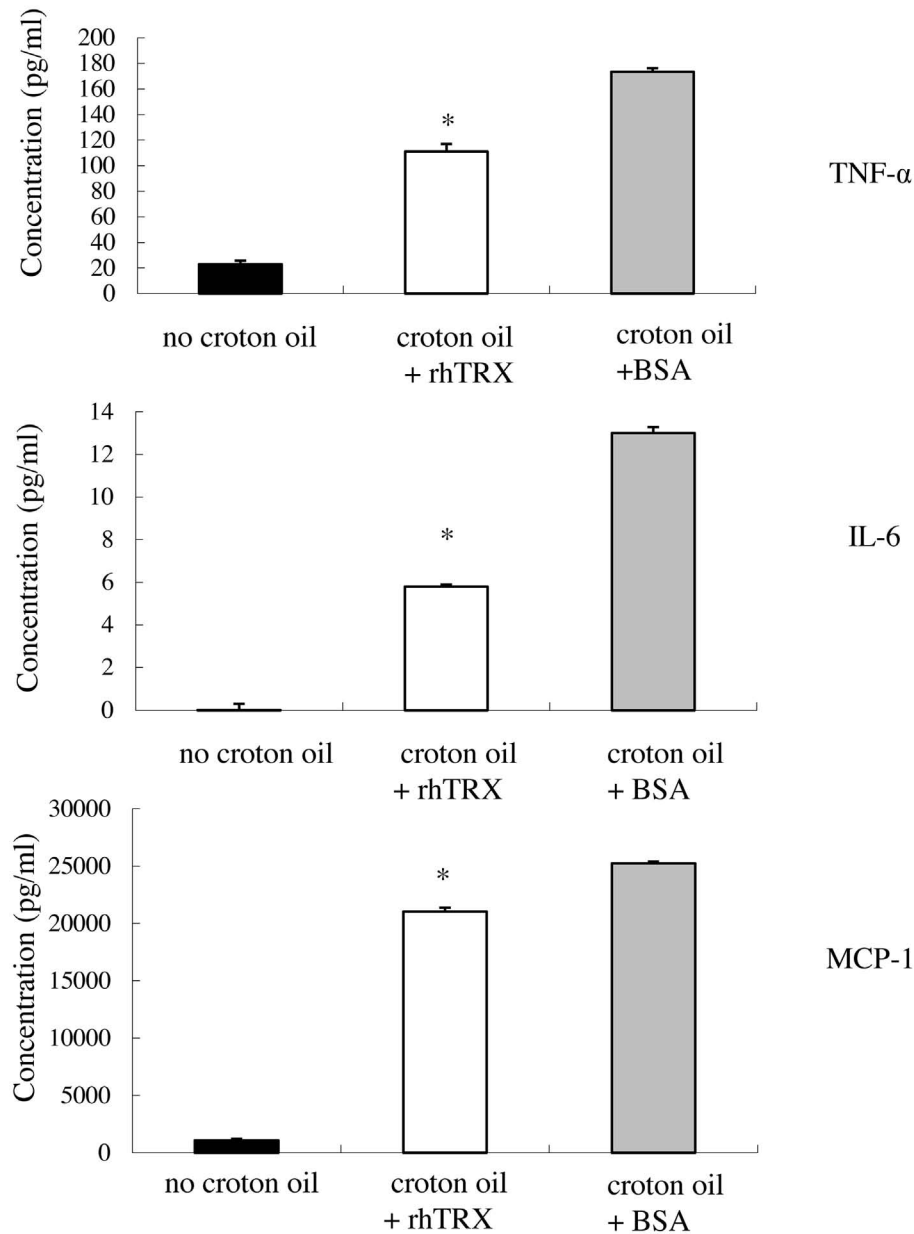 Concentration (pg/ml)
200
180
160
140
120
100
80
60
40
20
0
*
TNF-α
no croton oil
croton oil
+ rhTRX
croton oil
+BSA
Concentration (pg/ml)
14
12
10
8
6
4
2
0
*
IL-6
no croton oil
croton oil
+ rhTRX
croton oil
+ BSA
Concentration (pg/ml)
30000
25000
20000
15000
10000
5000
0
*
MCP-1
no croton oil
croton oil
+ rhTRX
croton oil
+ BSA